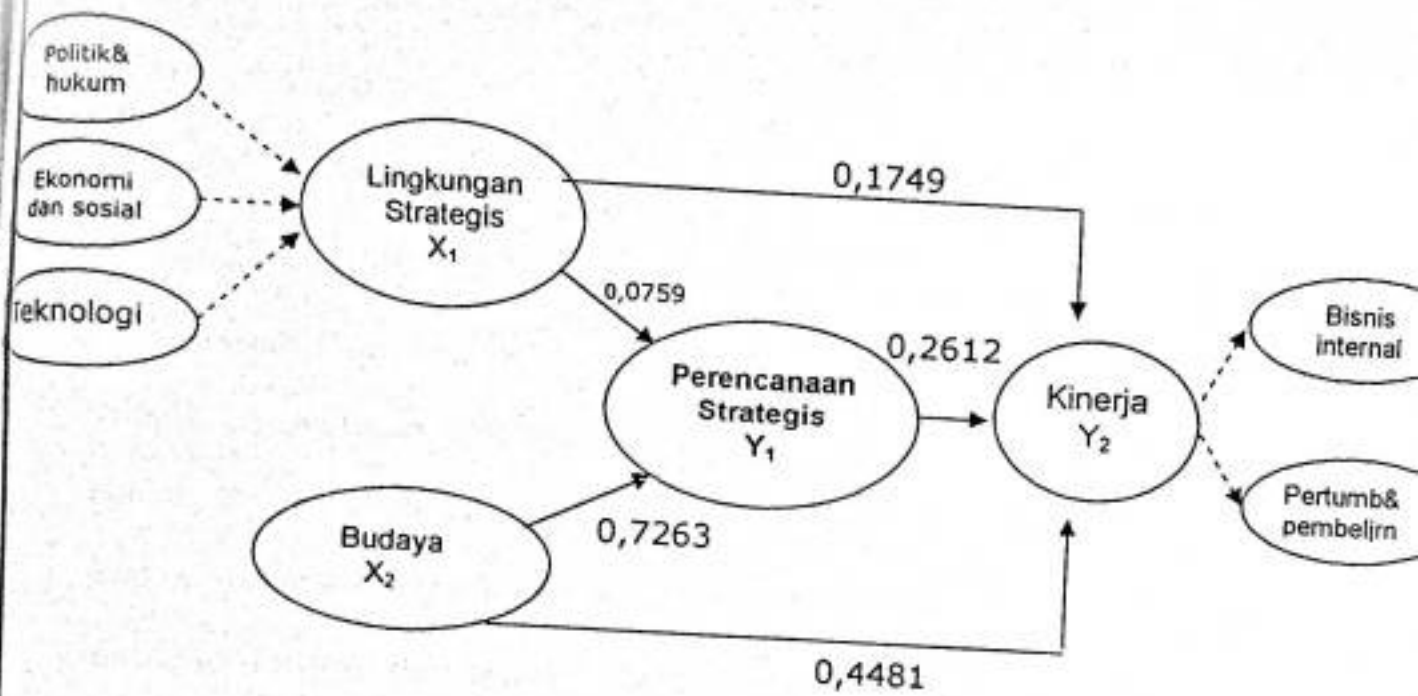 Politik&
hukum
Ekonomi
dan sosial
Teknologi
Lingkungan
Strategis
X₁
0,1749
0,0759
Perencanaan
Strategis
Y₁
0,2612
Kinerja
Y₂
Bisnis
internal
Pertumb&
pembeljrn
Budaya
X₂
0,7263
0,4481